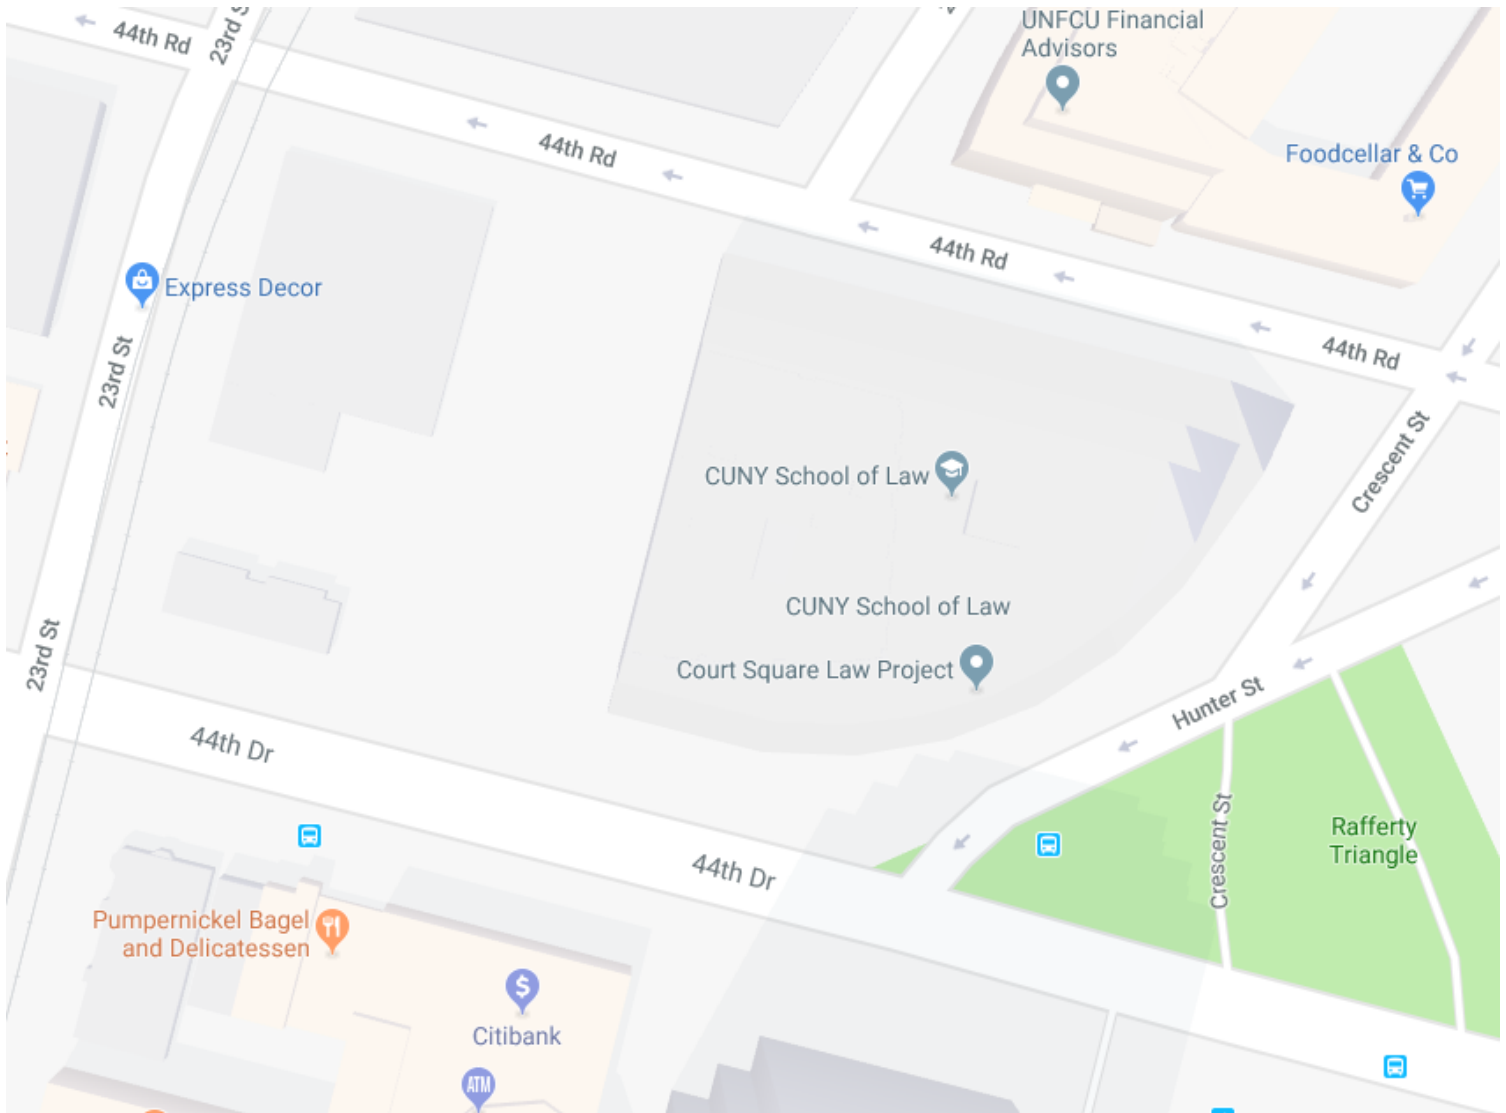 UNFCU Financial
Advisors
44th Rd
23rd S
44th Rd
Foodcellar & Co
44th Rd
Express Decor
44th Rd
23rd St
Crescent St
CUNY School of Law
CUNY School of Law
23rd St
Court Square Law Project
Hunter St
44th Dr
Crescent St
Rafferty
Triangle
44th Dr
Pumpernickel Bagel
and Delicatessen
$
Citibank
ATM